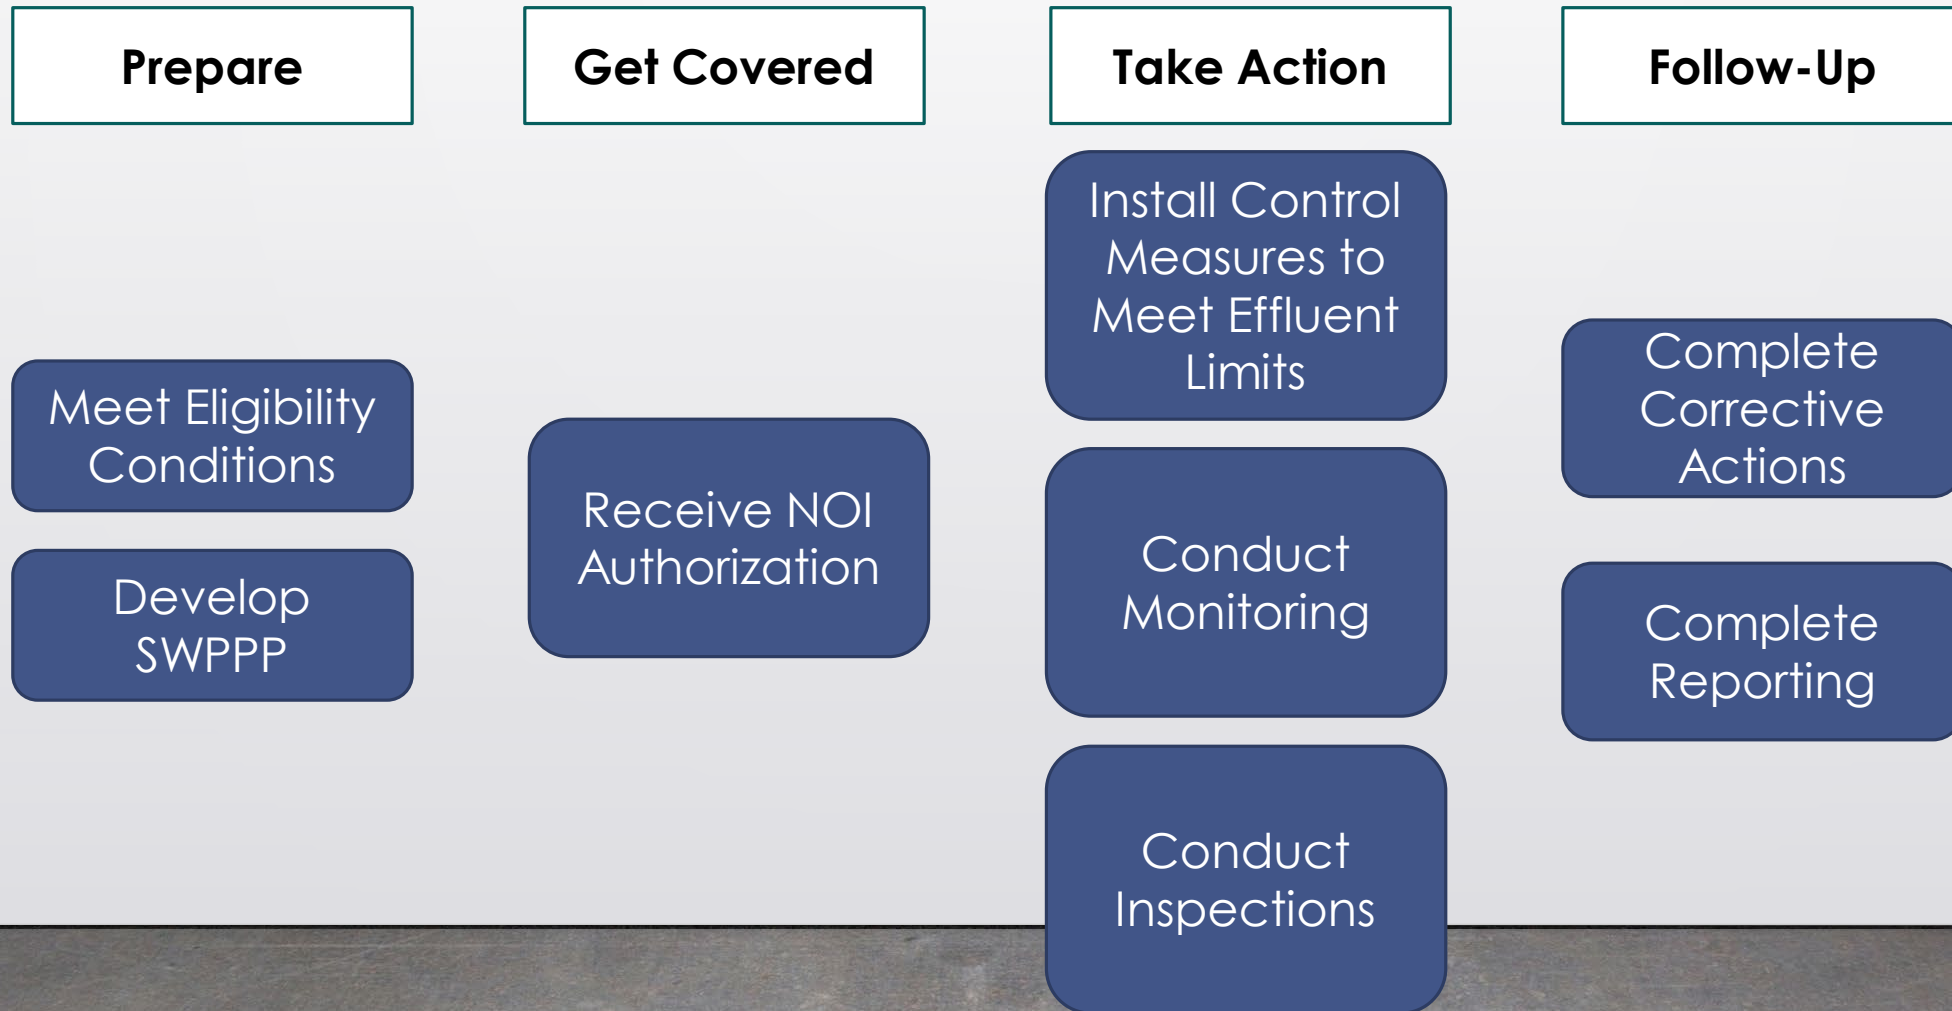 Prepare
Get Covered
Take Action
Follow-Up
Meet Eligibility
Conditions
Develop
SWPPP
Receive NOI
Authorization
Install Control
Measures to
Meet Effluent
Limits
Conduct
Monitoring
Conduct
Inspections
Complete
Corrective
Actions
Complete
Reporting